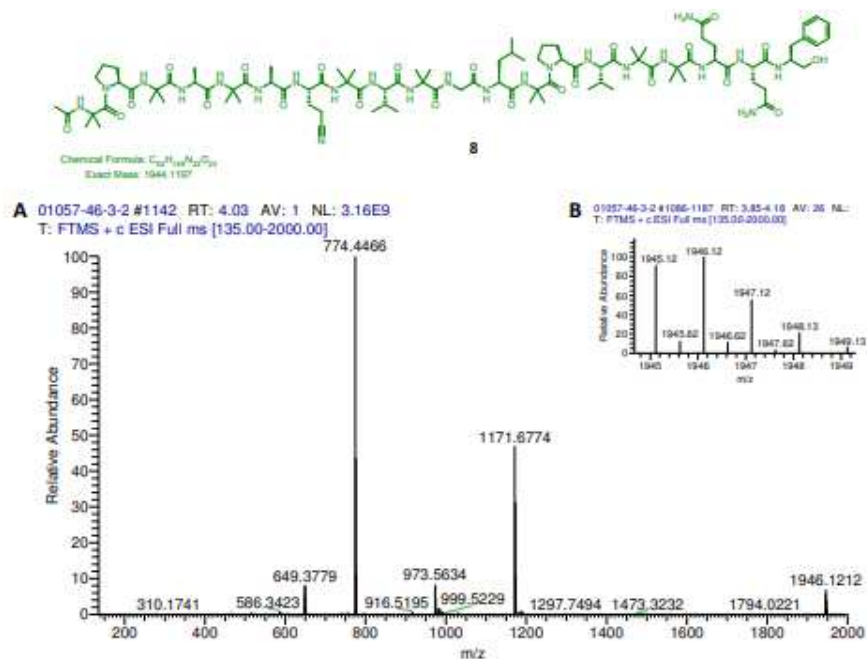 H₂N
O
OH
8
Exact Mass: 1944.1197
A 01057-46-3-2 #1142 RT: 4.03 AV: 1 NL: 3.16E9
T: FTMS + c ESI Full ms [135.00-2000.00]
B 01057-46-3-2 #1086-1187 RT: 3.85-4.18 AV: 26 NL:
T: FTMS + c ESI Full ms [135.00-2000.00]
774.4466
1171.6774
649.3779
973.5634
1946.1212
310.1741
586.3423
916.5195
999.5229
1297.7494
1473.3232
1794.0221
Relative Abundance
100
90
80
70
60
50
40
30
20
10
0
200 400 600 800 1000 1200 1400 1600 1800 2000
m/z
1945.12
1946.12
1947.12
1948.13
1949.13
1945.62
1946.62
1947.62
Relative Abundance
100
80
60
40
20
0
1945 1946 1947 1948 1949
m/z